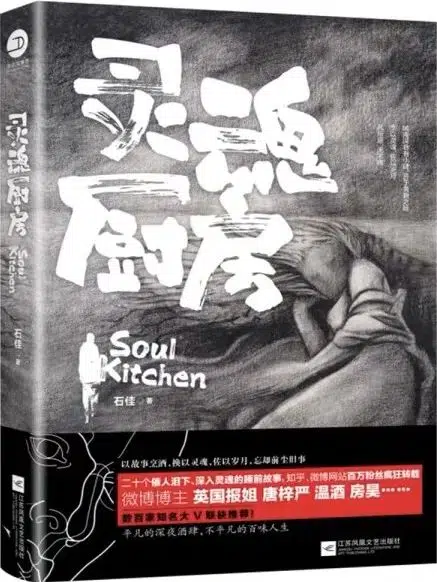 灵魂
厨房
Soul
Kitchen
石佳 著
以故事烹酒,换以灵魂,佐以岁月,忘却前尘旧事
二十个催人泪下、深入灵魂的睡前故事,知乎、微博网站百万粉丝疯狂转载
微博博主 英国报姐 唐梓严 温酒 房昊…………
数百家知名大V联袂推荐!
平凡的深夜酒肆,不平凡的百味人生
江苏凤凰文艺出版社
灵魂厨房
Soul
Kitchen
石佳 著